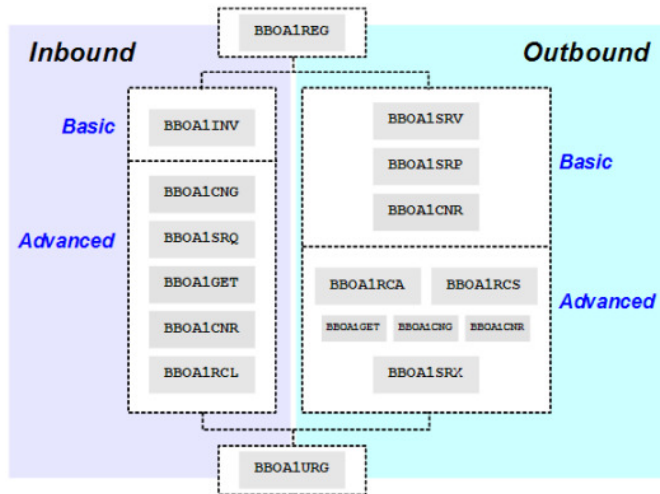 BBOA1REG
Inbound
Outbound
Basic
BBOA1INV
BBOA1SRV
BBOA1SRP
BBOA1CNR
Basic
Advanced
BBOA1CNG
BBOA1SRQ
BBOA1GET
BBOA1CNR
BBOA1RCL
BBOA1RCA
BBOA1RCS
BBOA1GET
BBOA1CNG
BBOA1CNR
BBOA1SRX
Advanced
BBOA1URG